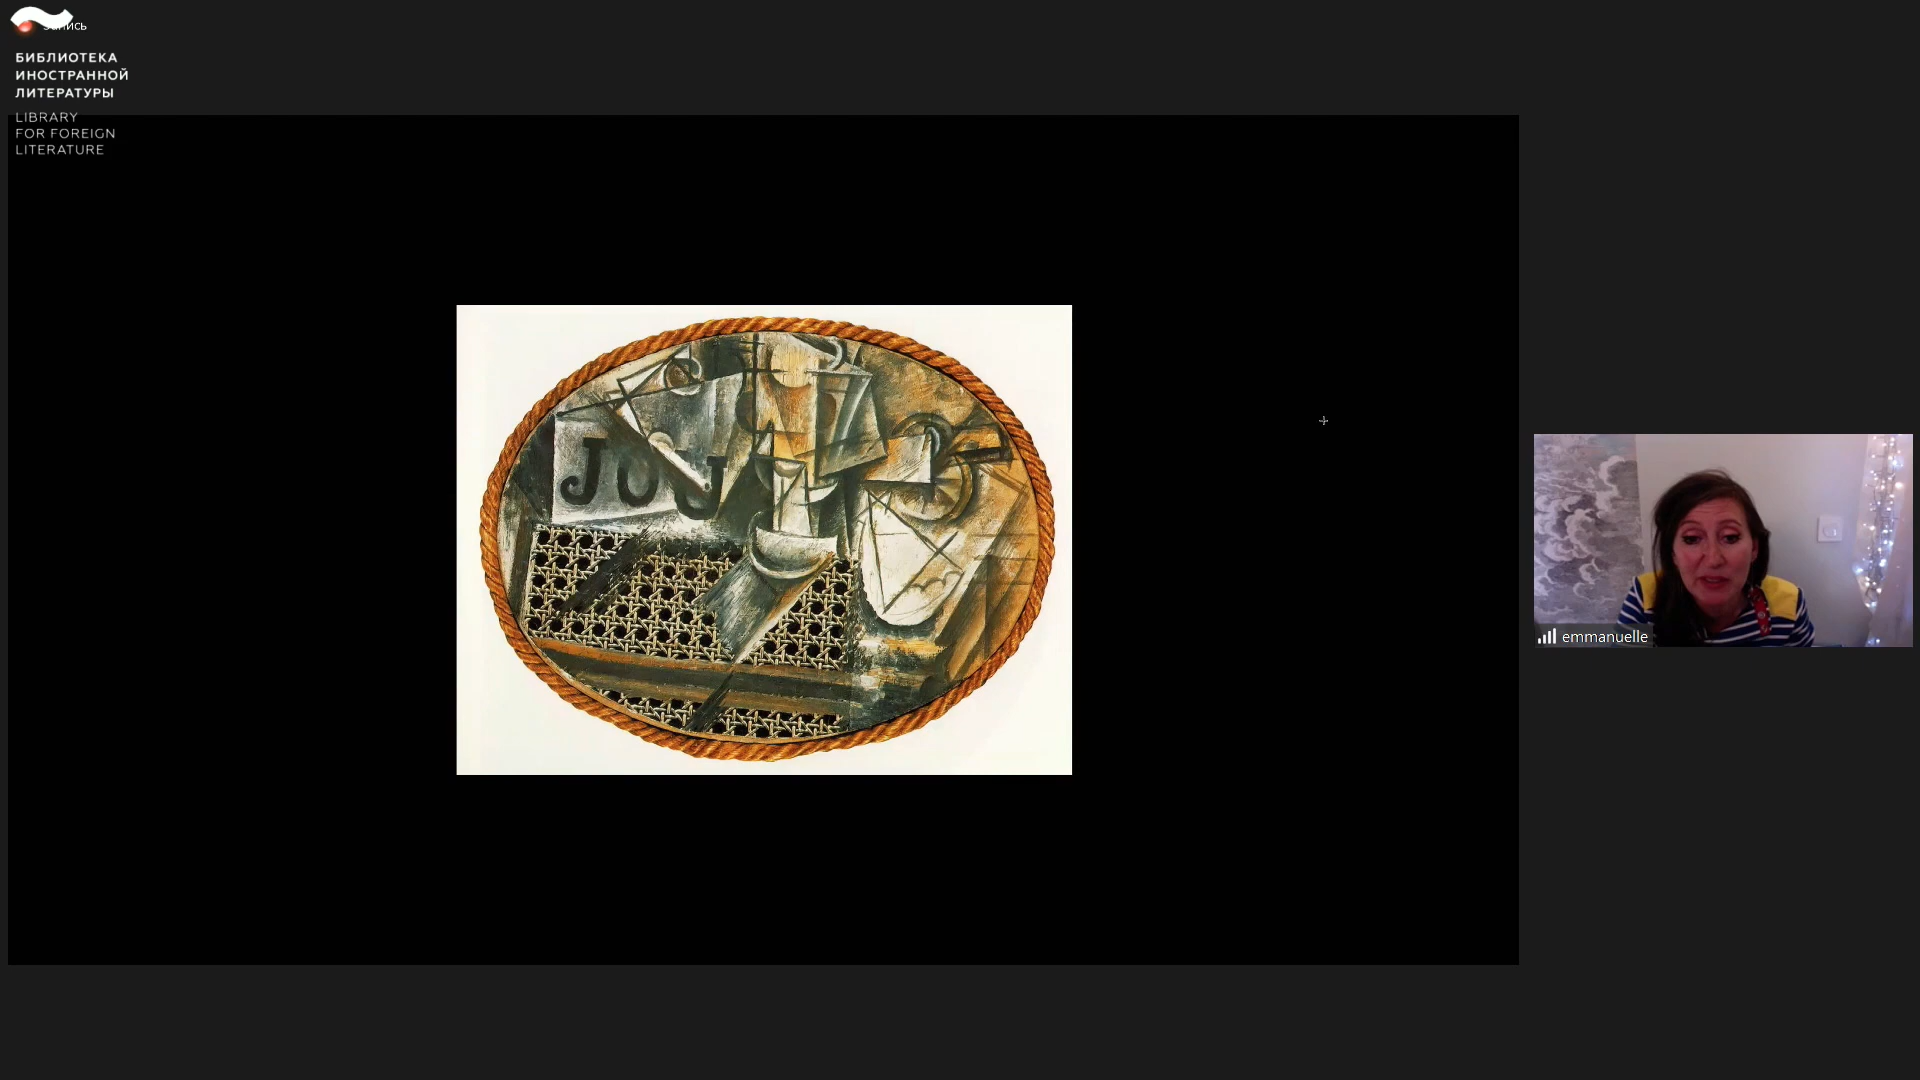 Запись
БИБЛИОТЕКА
ИНОСТРАННОЙ
ЛИТЕРАТУРЫ
LIBRARY
FOR FOREIGN
LITERATURE
JOU
emmanuelle